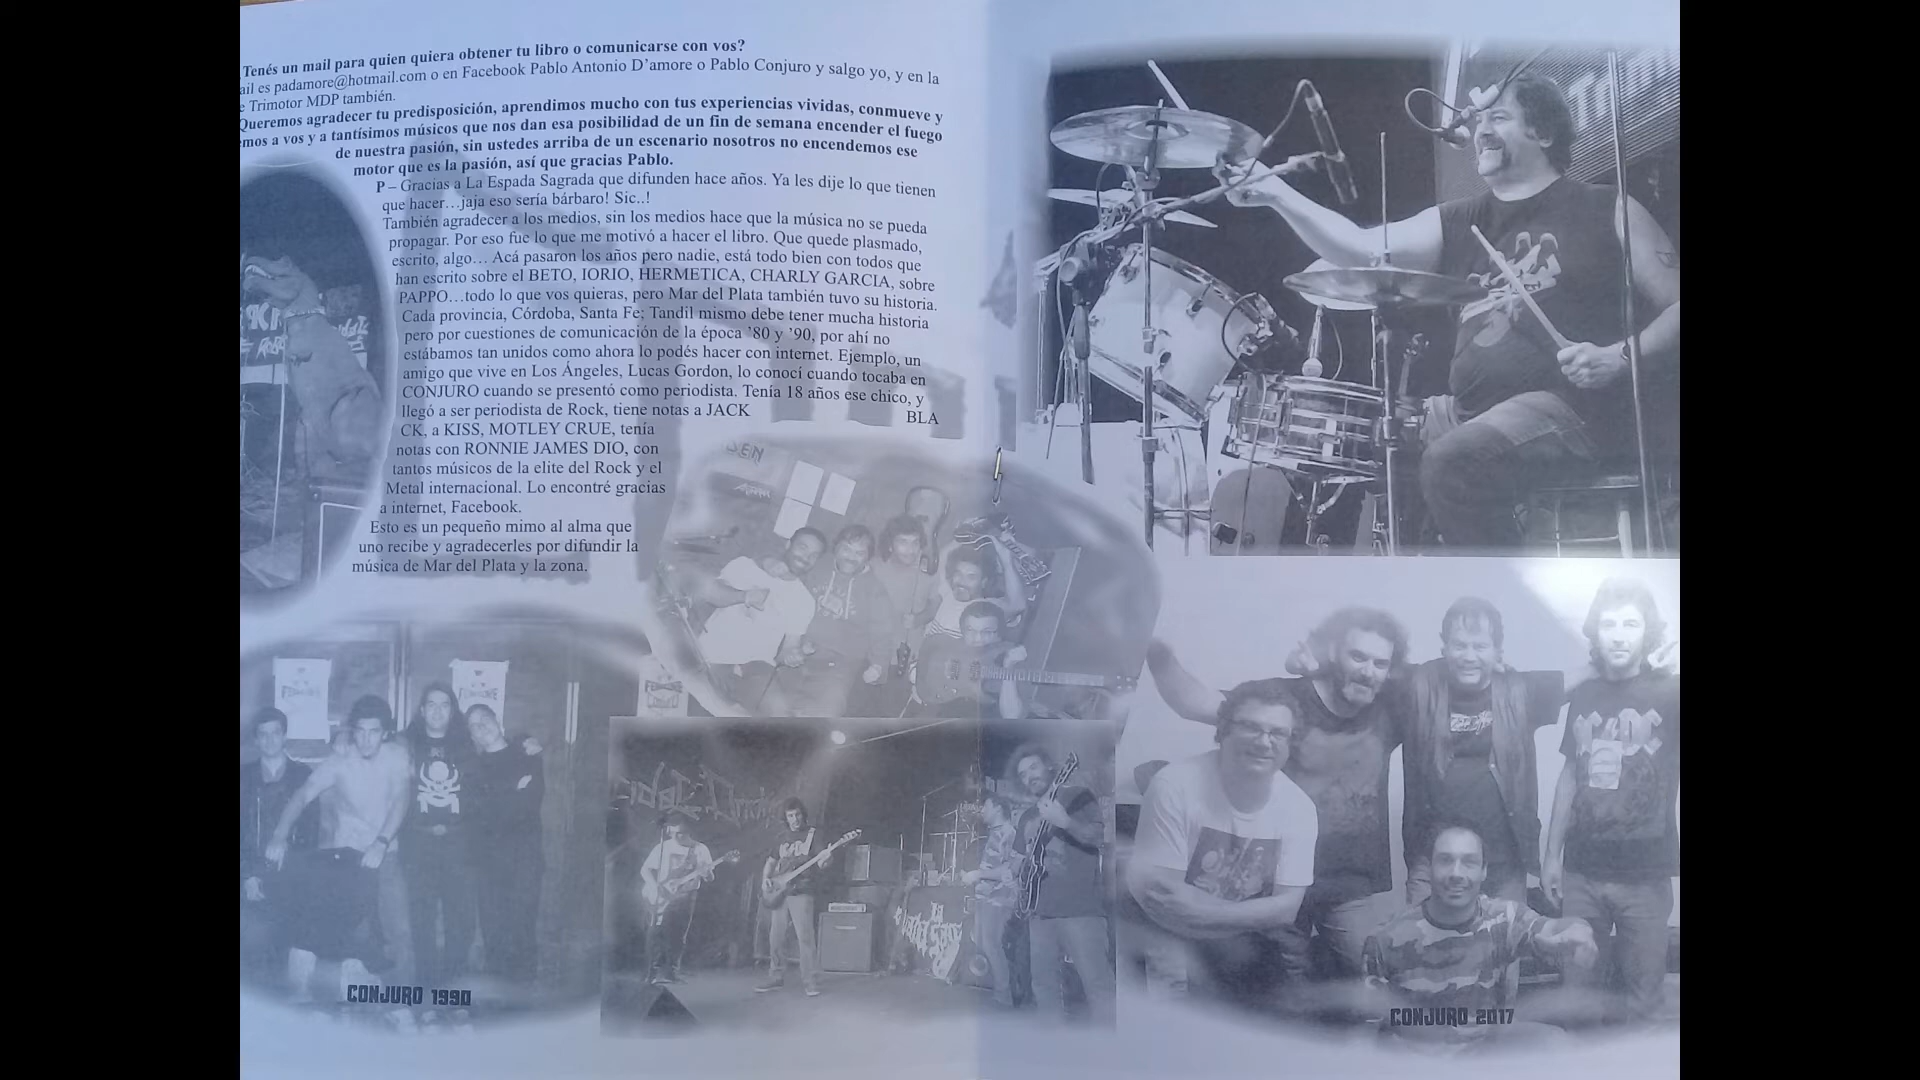 Tenés un mail para quien quiera obtener tu libro o comunicarse con vos?
ail es padamore@hotmail.com o en Facebook Pablo Antonio D’amore o Pablo Conjuro y salgo yo, y en la
e Trimotor MDP también.
Queremos agradecer tu predisposición, aprendimos mucho con tus experiencias vividas, conmueve y
mos a vos y a tantísimos músicos que nos dan esa posibilidad de un fin de semana encender el fuego
de nuestra pasión, sin ustedes arriba de un escenario nosotros no encendemos ese
motor que es la pasión, así que gracias Pablo.
P – Gracias a La Espada Sagrada que difunden hace años. Ya les dije lo que tienen
que hacer…jaja eso sería bárbaro! Sic..!
También agradecer a los medios, sin los medios hace que la música no se pueda
propagar. Por eso fue lo que me motivó a hacer el libro. Que quede plasmado,
escrito, algo… Acá pasaron los años pero nadie, está todo bien con todos que
han escrito sobre el BETO, IORIO, HERMETICA, CHARLY GARCIA, sobre
PAPPO…todo lo que vos quieras, pero Mar del Plata también tuvo su historia.
Cada provincia, Córdoba, Santa Fe; Tandil mismo debe tener mucha historia
pero por cuestiones de comunicación de la época ’80 y ’90, por ahí no
estábamos tan unidos como ahora lo podés hacer con internet. Ejemplo, un
amigo que vive en Los Ángeles, Lucas Gordon, lo conocí cuando tocaba en
CONJURO cuando se presentó como periodista. Tenía 18 años ese chico, y
llegó a ser periodista de Rock, tiene notas a JACK BLA
CK, a KISS, MOTLEY CRUE, tenía
notas con RONNIE JAMES DIO, con
tantos músicos de la elite del Rock y el
Metal internacional. Lo encontré gracias
a internet, Facebook.
Esto es un pequeño mimo al alma que
uno recibe y agradecerles por difundir la
música de Mar del Plata y la zona.
CONJURO 1990
CONJURO 2017